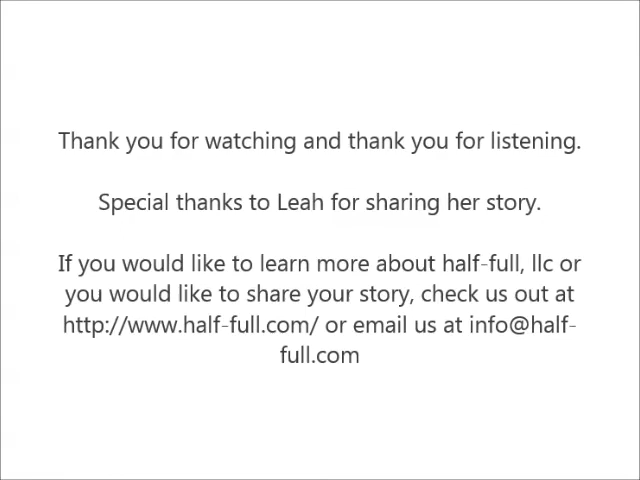 Thank you for watching and thank you for listening.
Special thanks to Leah for sharing her story.
If you would like to learn more about half-full, llc or
you would like to share your story, check us out at
http://www.half-full.com/ or email us at info@half-
full.com